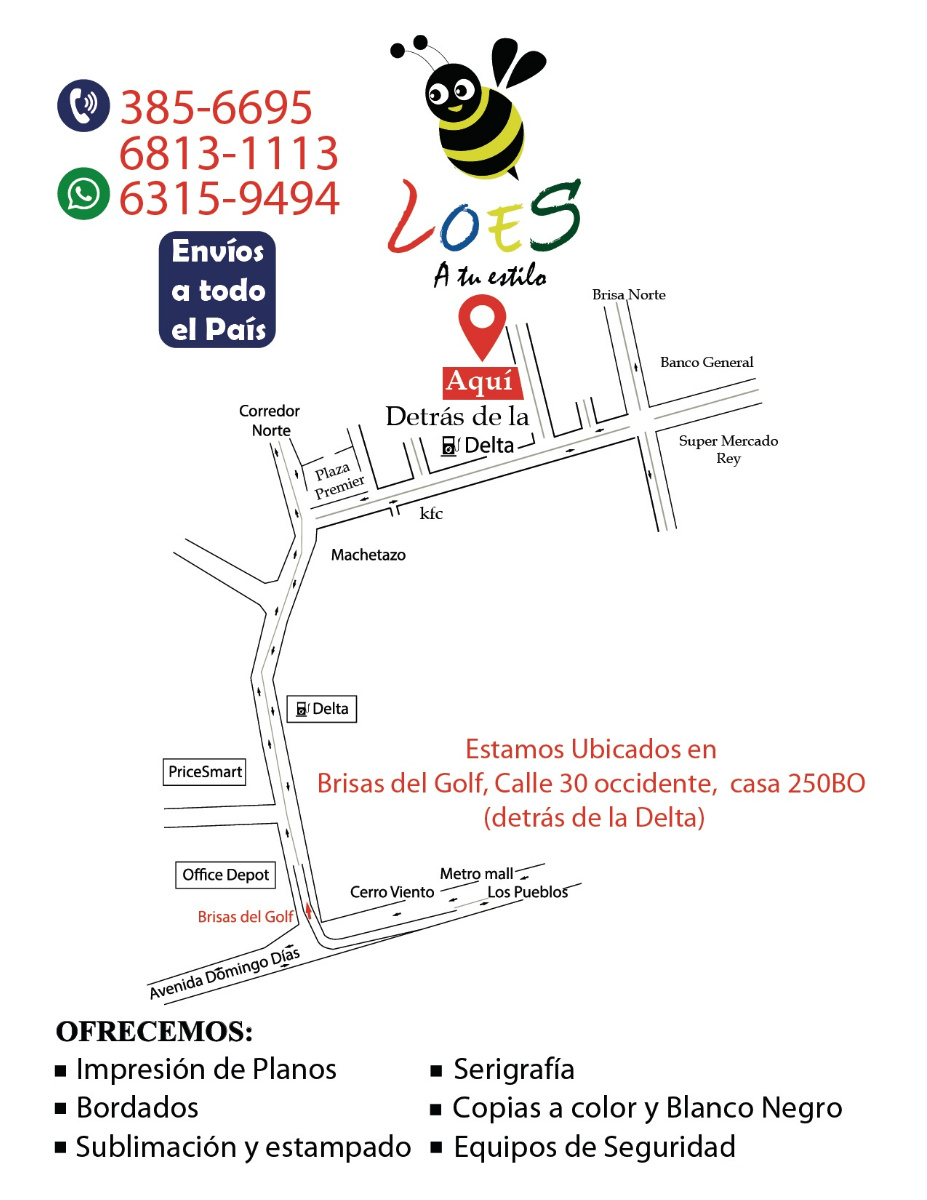 385-6695
6813-1113
6315-9494
Envíos
a todo
el País
LOES
A tu estilo
Aquí
Detrás de la
Delta
Brisa Norte
Banco General
Super Mercado
Rey
Corredor
Norte
Plaza
Premier
kfc
Machetazo
Delta
PriceSmart
Estamos Ubicados en
Brisas del Golf, Calle 30 occidente, casa 250BO
(detrás de la Delta)
Office Depot
Metro mall
Cerro Viento
Los Pueblos
Brisas del Golf
Avenida Domingo Días
OFRECEMOS:
▪ Impresión de Planos
▪ Bordados
▪ Sublimación y estampado
▪ Serigrafía
▪ Copias a color y Blanco Negro
▪ Equipos de Seguridad